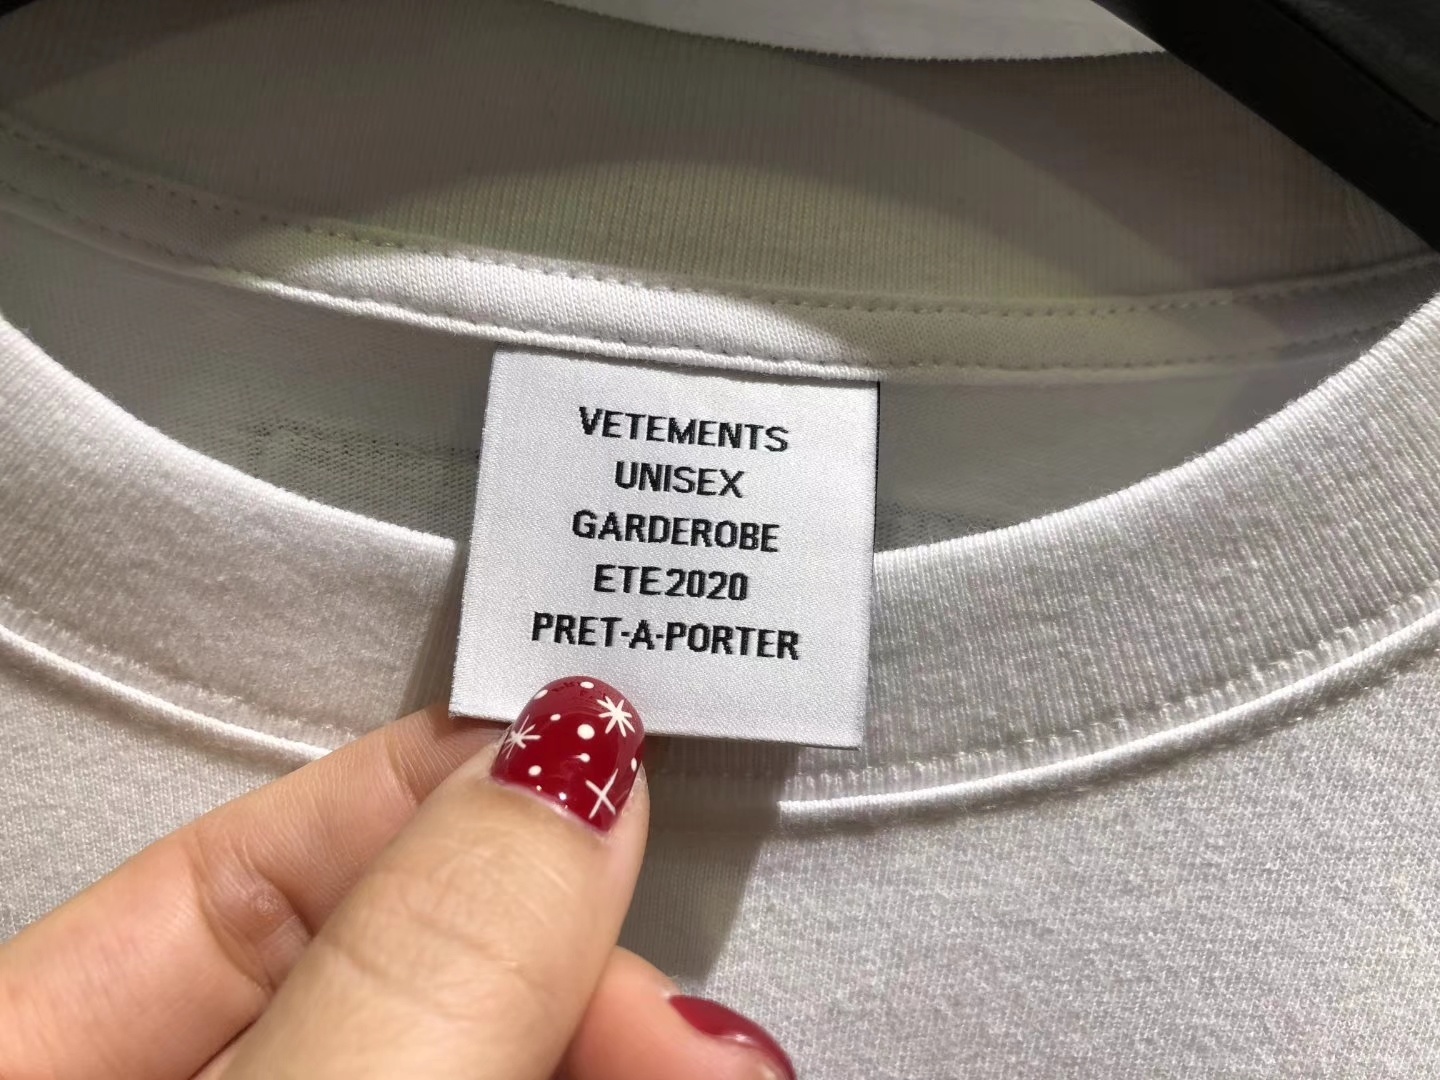 VETEMENTS
UNISEX
GARDEROBE
ETE2020
PRET-A-PORTER